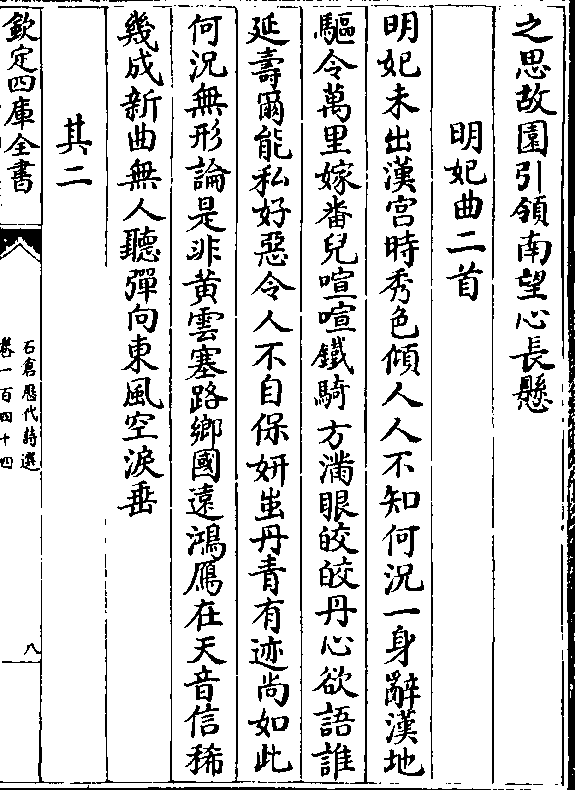 之思故園引領南望心長懸
明妃曲二首
明妃未出漢宮時秀色傾人人不知何況一身辭漢地
驅令萬里嫁畨兒喧喧鐵騎方滿眼皎皎丹心欲語誰
延壽爾能私好惡令人不自保妍蚩丹青有迹尚如此
何況無形論是非黄雲塞路鄉國遠鴻鴈在天音信稀
幾成新曲無人聽彈向東風空淚垂
其二
欽定四庫全書
石倉歴代詩選
卷一百四十四
八